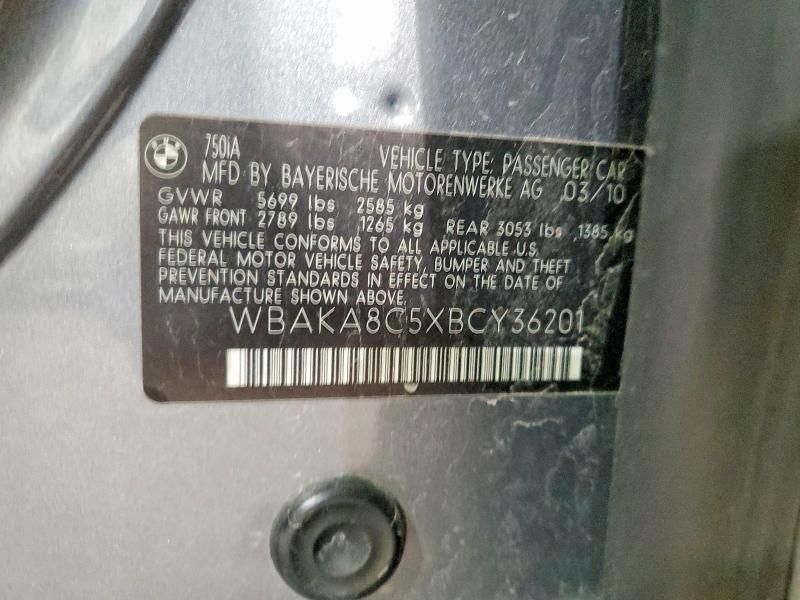 BMW
750iA VEHICLE TYPE: PASSENGER CAR
MFD BY BAYERISCHE MOTORENWERKE AG 03/10
GVWR 5699 lbs 2585 kg
GAWR FRONT 2789 lbs 1265 kg REAR 3053 lbs 1385 kg
THIS VEHICLE CONFORMS TO ALL APPLICABLE U.S.
FEDERAL MOTOR VEHICLE SAFETY, BUMPER AND THEFT
PREVENTION STANDARDS IN EFFECT ON THE DATE OF
MANUFACTURE SHOWN ABOVE.
WBAKA8C5XBCY36201